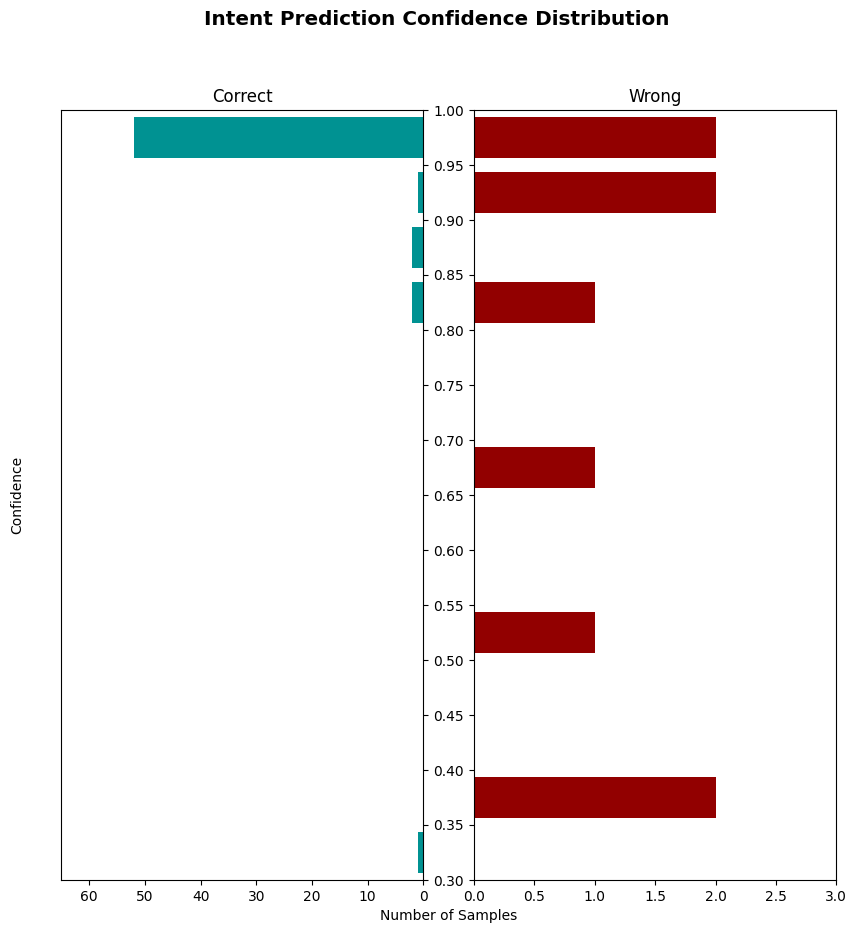 Intent Prediction Confidence Distribution
Correct
Wrong
1.00
0.95
0.90
0.85
0.80
0.75
0.70
0.65
0.60
0.55
0.50
0.45
0.40
0.35
0.30
Confidence
60 50 40 30 20 10 0 0.0 0.5 1.0 1.5 2.0 2.5 3.0
Number of Samples